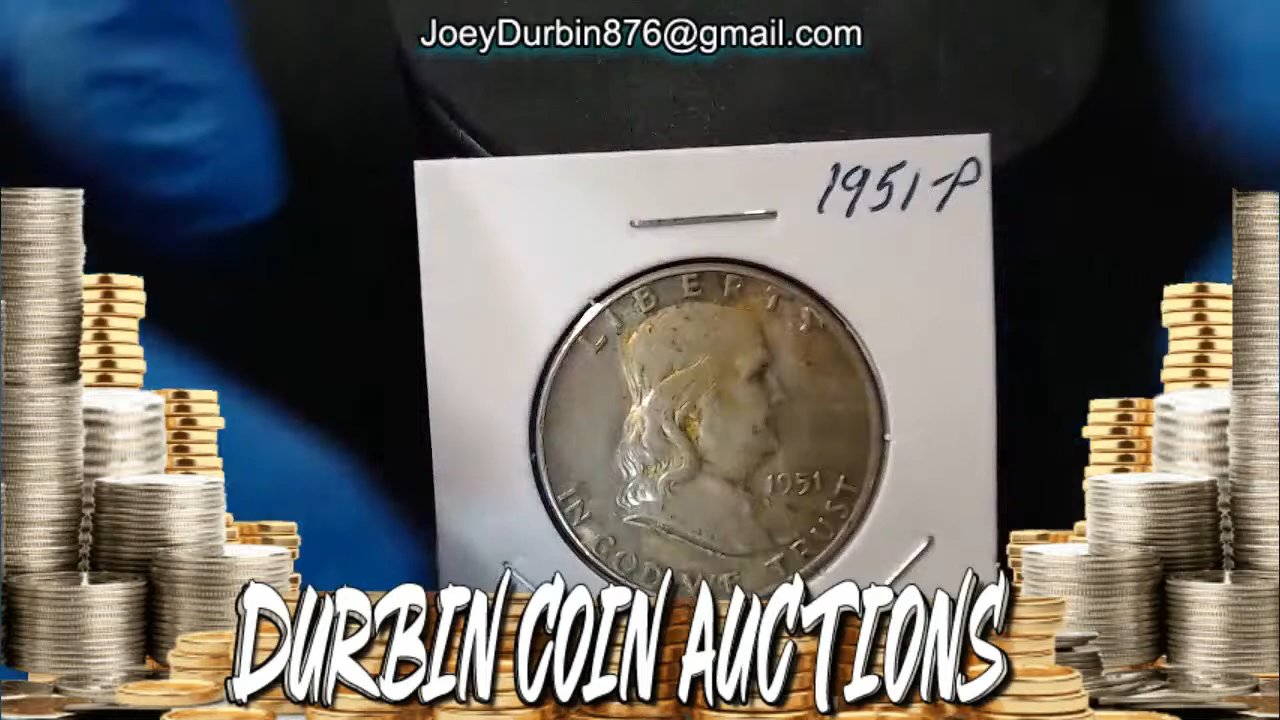 JoeyDurbin876@gmail.com
1951-P
LIBERTY
1951
IN GOD WE TRUST
DURBIN COIN AUCTIONS